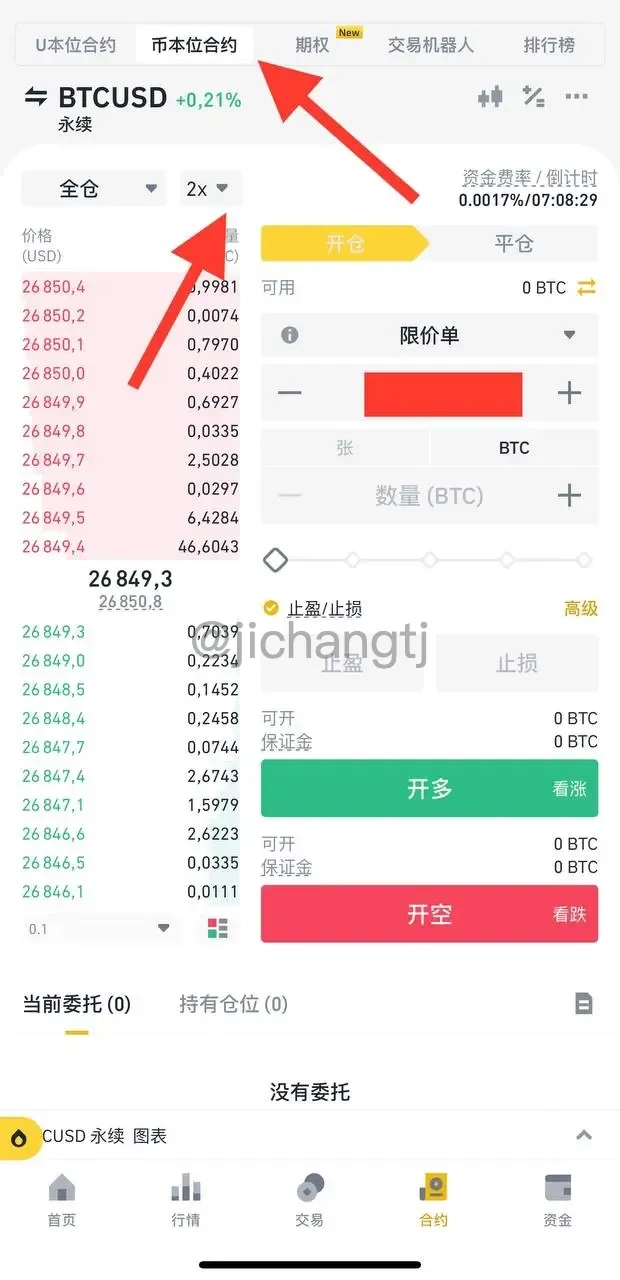 U本位合约 币本位合约 期权 New 交易机器人 排行榜
BTCUSD +0,21%
永续
全仓 2x
资金费率 / 倒计时
0.0017%/07:08:29
价格 量
(USD) C)
开仓 平仓
26 850,4 0,9981
26 850,2 0,0074
26 850,1 0,7970
26 850,0 0,4022
26 849,9 0,6927
26 849,8 0,0335
26 849,7 2,5028
26 849,6 0,0297
26 849,5 6,4284
26 849,4 46,6043
26 849,3
26 850,8
26 849,3 0,7039
26 849,0 0,2234
26 848,5 0,1452
26 848,4 0,2458
26 847,7 0,0744
26 847,4 2,6743
26 847,1 1,5979
26 846,6 2,6223
26 846,5 0,0335
26 846,1 0,0111
0.1
可用 0 BTC
限价单
张 BTC
数量 (BTC)
止盈/止损 高级
@jichangtj
止盈 止损
可开 0 BTC
保证金 0 BTC
开多 看涨
可开 0 BTC
保证金 0 BTC
开空 看跌
当前委托 (0) 持有仓位 (0)
没有委托
CUSD 永续 图表
首页 行情 交易 合约 资金